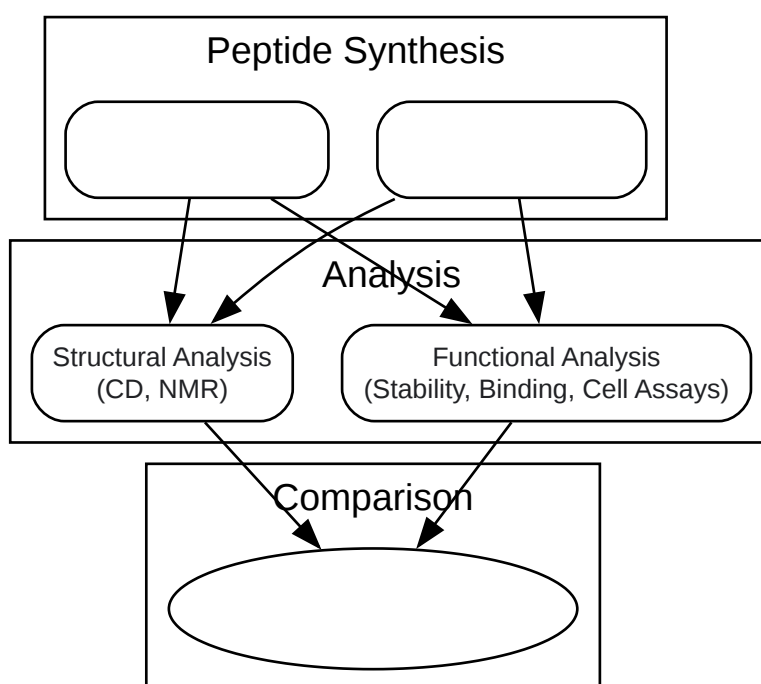 Peptide Synthesis
Analysis
Structural Analysis
(CD, NMR)
Functional Analysis
(Stability, Binding, Cell Assays)
Comparison